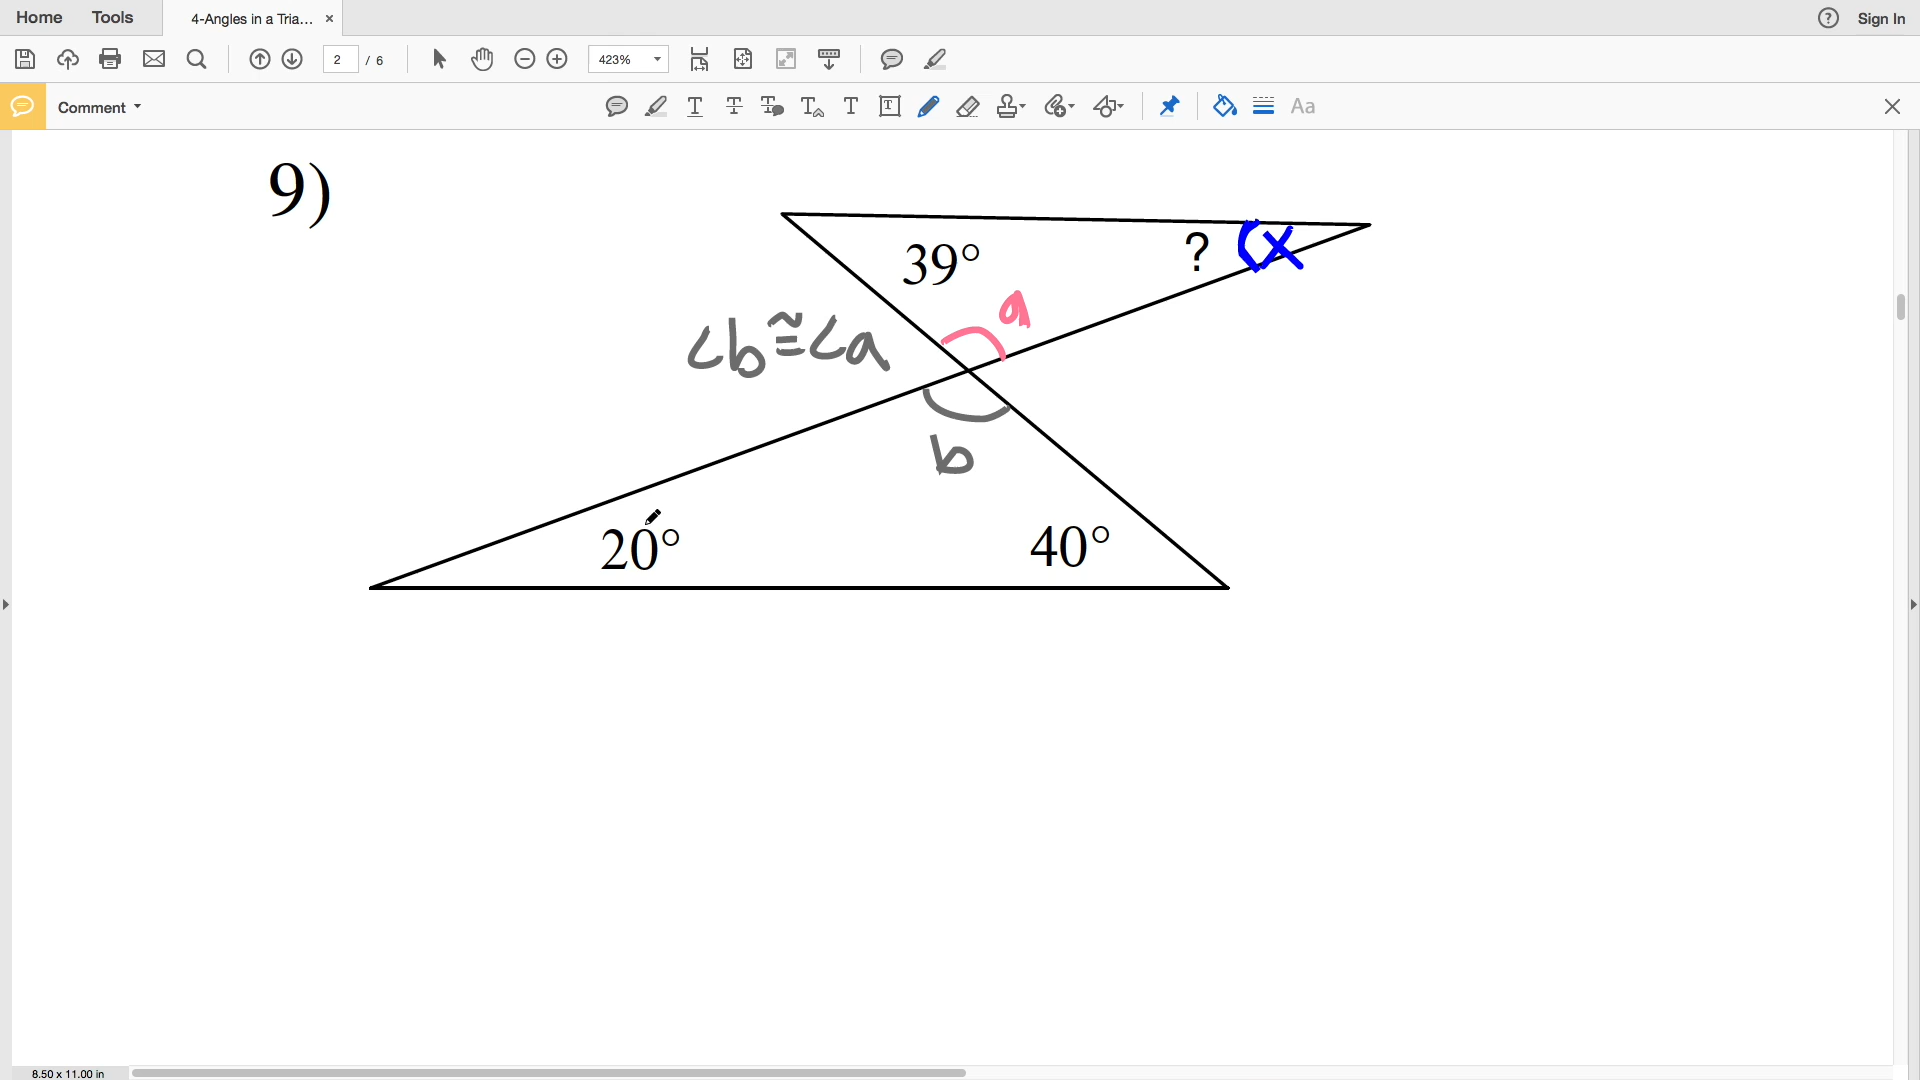 Home Tools 4-Angles in a Tria... × ? Sign In
2 / 6 423%
Comment T T T T T T Aa
9)
39° ? x
a
<b≅<a
b
20° 40°
8.50 x 11.00 in